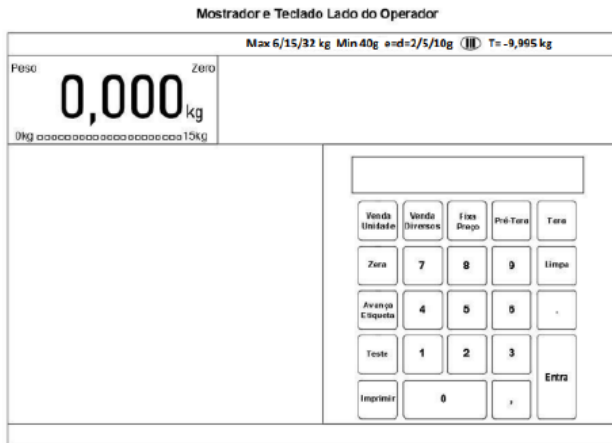 Mostrador e Teclado Lado do Operador
Max 6/15/32 kg Min 40g e=d=2/5/10g III T= -9,995 kg
Peso Zero
0,000 kg
0kg 15kg
Venda Unidade Venda Diversos Fixa Preço Pré-Tara Tara
Zera 7 8 9 Limpa
Avanço Etiqueta 4 5 6 .
Teste 1 2 3
Entra
Imprimir 0 ,